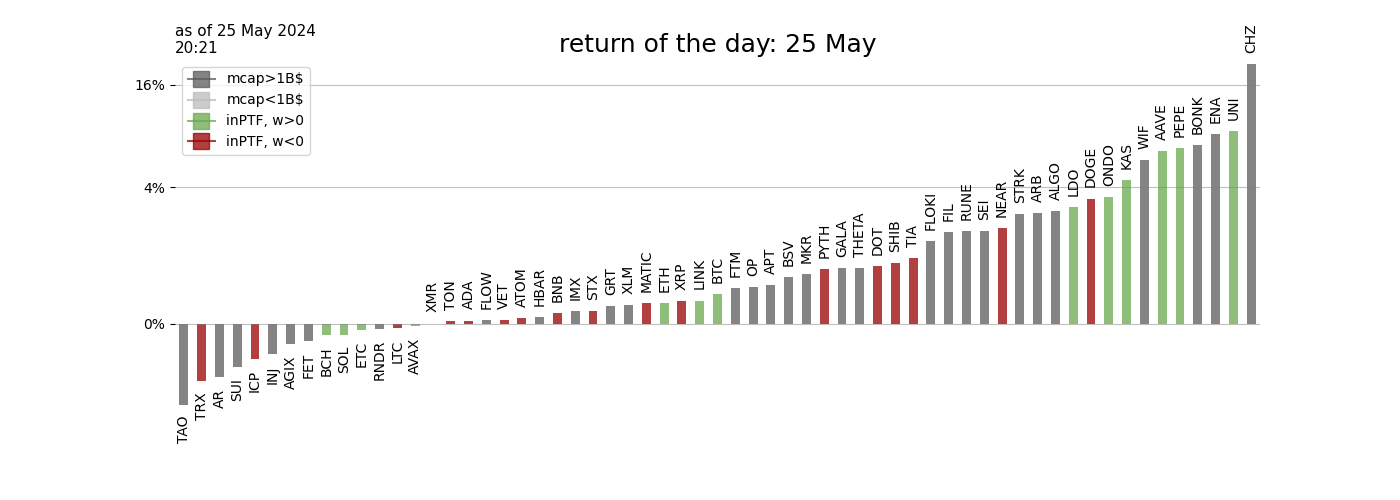 as of 25 May 2024
20:21
return of the day: 25 May
mcap>1B$
mcap<1B$
inPTF, w>0
inPTF, w<0
16%
4%
0%
TAO
TRX
AR
SUI
ICP
INJ
AGIX
FET
BCH
SOL
ETC
RNDR
LTC
AVAX
XMR
TON
ADA
FLOW
VET
ATOM
HBAR
BNB
IMX
STX
GRT
XLM
MATIC
ETH
XRP
LINK
BTC
FTM
OP
APT
BSV
MKR
PYTH
GALA
THETA
DOT
SHIB
TIA
FLOKI
FIL
RUNE
SEI
NEAR
STRK
ARB
ALGO
LDO
DOGE
ONDO
KAS
WIF
AAVE
PEPE
BONK
ENA
UNI
CHZ